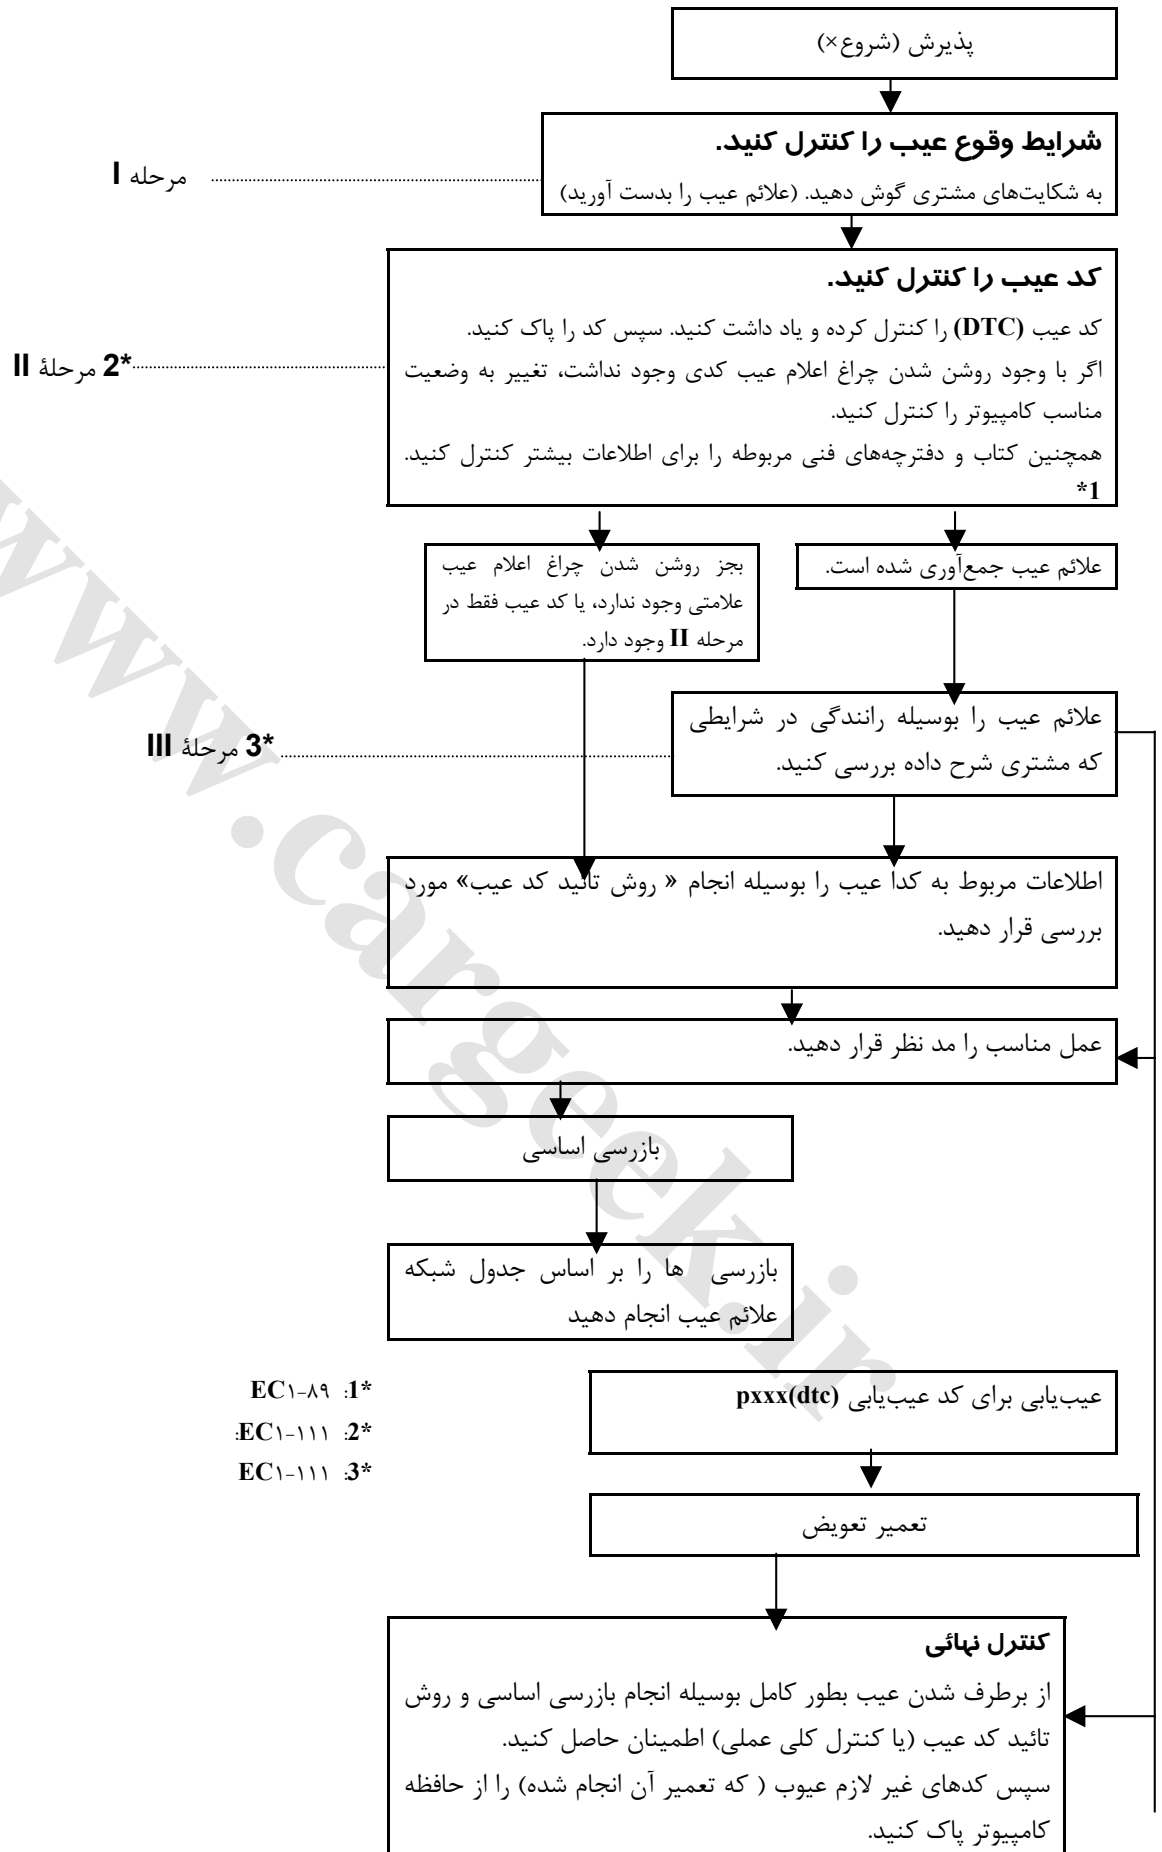 پذیرش (شروع×)
شرایط وقوع عیب را کنترل کنید.
به شکایت‌های مشتری گوش دهید. (علائم عیب را بدست آورید)
مرحله I
کد عیب را کنترل کنید.
کد عیب (DTC) را کنترل کرده و یاد داشت کنید. سپس کد را پاک کنید.
اگر با وجود روشن شدن چراغ اعلام عیب کدی وجود نداشت، تغییر به وضعیت
مناسب کامپیوتر را کنترل کنید.
همچنین کتاب و دفترچه‌های فنی مربوطه را برای اطلاعات بیشتر کنترل کنید.
*1
*2 مرحلۀ II
علائم عیب جمع‌آوری شده است.
بجز روشن شدن چراغ اعلام عیب
علامتی وجود ندارد، یا کد عیب فقط در
مرحله II وجود دارد.
علائم عیب را بوسیله رانندگی در شرایطی
که مشتری شرح داده بررسی کنید.
*3 مرحلۀ III
اطلاعات مربوط به کدا عیب را بوسیله انجام « روش تائید کد عیب» مورد
بررسی قرار دهید.
عمل مناسب را مد نظر قرار دهید.
بازرسی اساسی
بازرسی ها را بر اساس جدول شبکه
علائم عیب انجام دهید
عیب‌یابی برای کد عیب‌یابی pxxx(dtc)
*1: EC۱-۸۹
*2: EC۱-۱۱۱:
*3: EC۱-۱۱۱
تعمیر تعویض
کنترل نهائی
از برطرف شدن عیب بطور کامل بوسیله انجام بازرسی اساسی و روش
تائید کد عیب (یا کنترل کلی عملی) اطمینان حاصل کنید.
سپس کدهای غیر لازم عیوب ( که تعمیر آن انجام شده) را از حافظه
کامپیوتر پاک کنید.
www.cargeek.ir